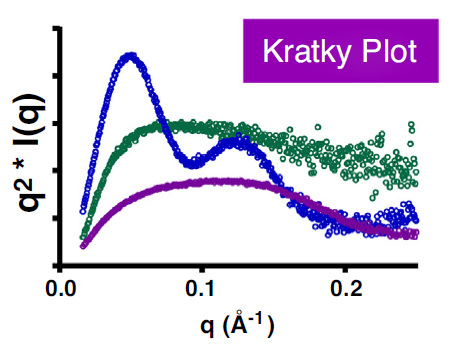 Kratky Plot
q2 * I(q)
0.0 0.1 0.2
q (Å-1)